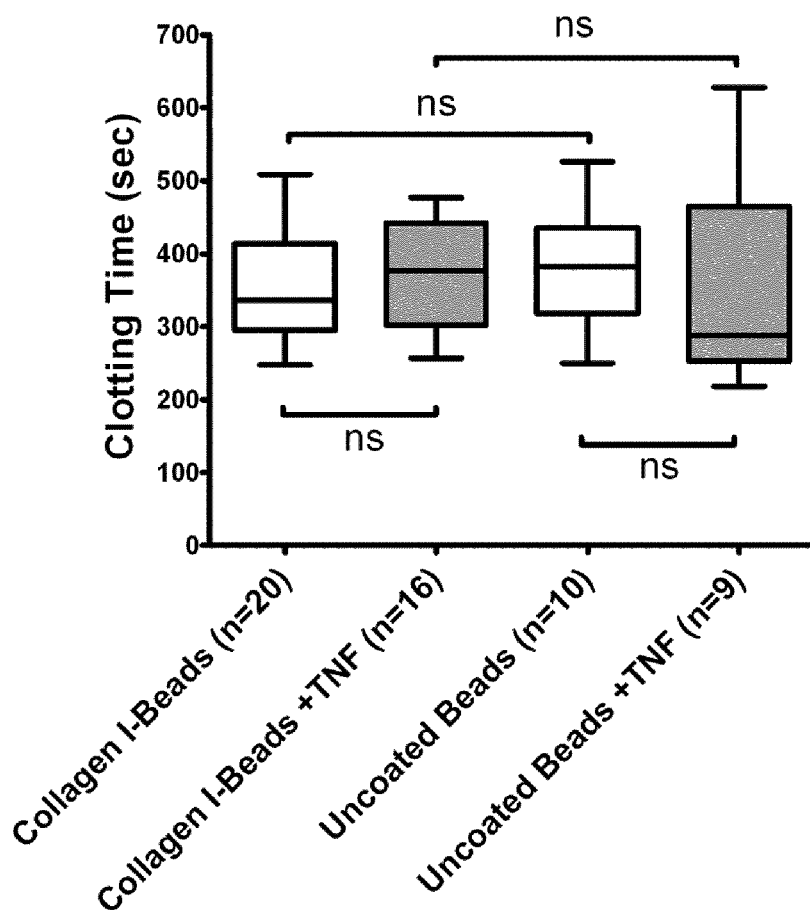 ns
ns
700
600
500
400
300
200
100
0
Clotting Time (sec)
ns
ns
Collagen I-Beads (n=20)
Collagen I-Beads +TNF (n=16)
Uncoated Beads (n=10)
Uncoated Beads +TNF (n=9)